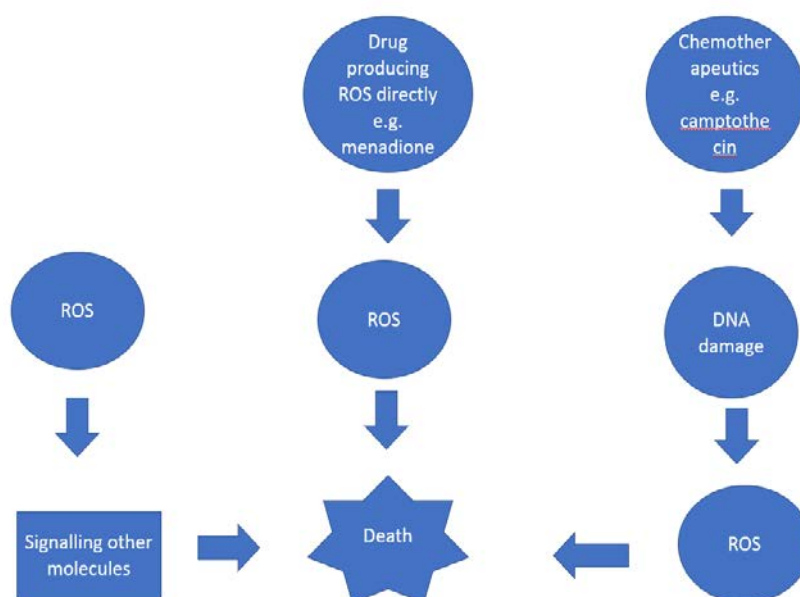 Drug
producing
ROS directly
e.g.
menadione
Chemother
apeutics
e.g.
camptothe
cin
ROS
ROS
DNA
damage
Signalling other
molecules
Death
ROS